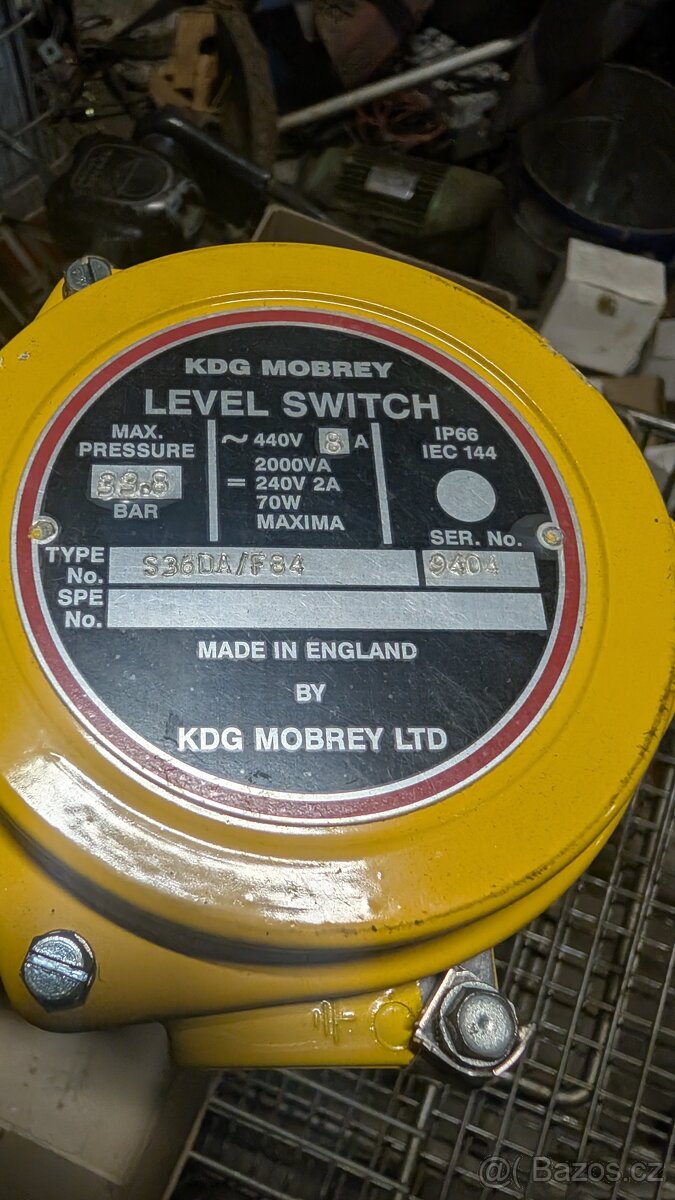 KDG MOBREY
LEVEL SWITCH
MAX.
PRESSURE
BAR
~ 440V 8 A
2000VA
= 240V 2A
70W
MAXIMA
IP66
IEC 144
SER. No.
9404
TYPE No. S36DA/F84
SPE No.
MADE IN ENGLAND
BY
KDG MOBREY LTD
@( Bazos.cz